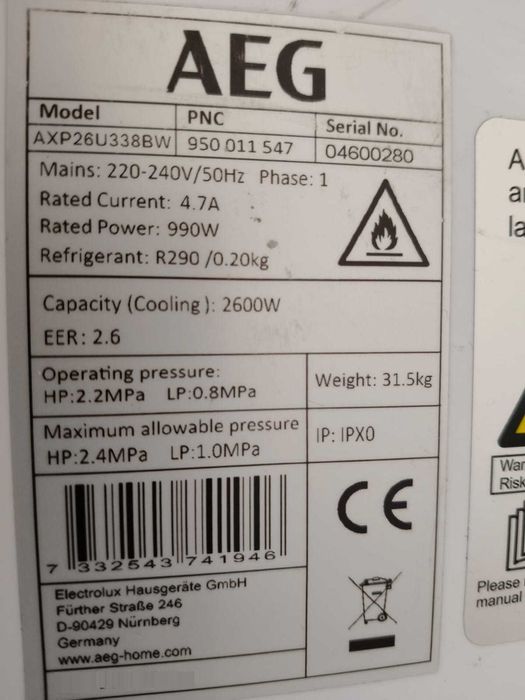 AEG
Model PNC Serial No.
AXP26U338BW 950 011 547 04600280
Mains: 220-240V/50Hz Phase: 1
Rated Current: 4.7A
Rated Power: 990W
Refrigerant: R290 /0.20kg
Capacity (Cooling): 2600W
EER: 2.6
Operating pressure:
HP:2.2MPa LP:0.8MPa
Weight: 31.5kg
Maximum allowable pressure
HP:2.4MPa LP:1.0MPa
IP: IPX0
7 332543 741946
CE
Electrolux Hausgeräte GmbH
Fürther Straße 246
D-90429 Nürnberg
Germany
www.aeg-home.com
A
la
Risk
Please
manual